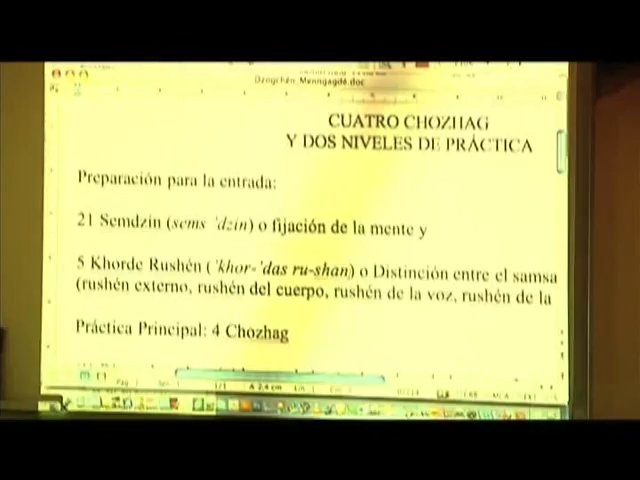 Dzogchén_Menngagdé.doc
CUATRO CHOZHAG
Y DOS NIVELES DE PRÁCTICA
Preparación para la entrada:
21 Semdzin (sems 'dzin) o fijación de la mente y
5 Khorde Rushén ('khor-'das ru-shan) o Distinción entre el samsa
(rushén externo, rushén del cuerpo, rushén de la voz, rushén de la
Práctica Principal: 4 Chozhag